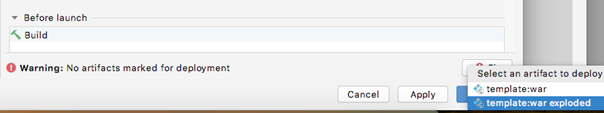 Before launch
Build
Warning: No artifacts marked for deployment
Select an artifact to deploy
template:war
template:war exploded
Cancel
Apply